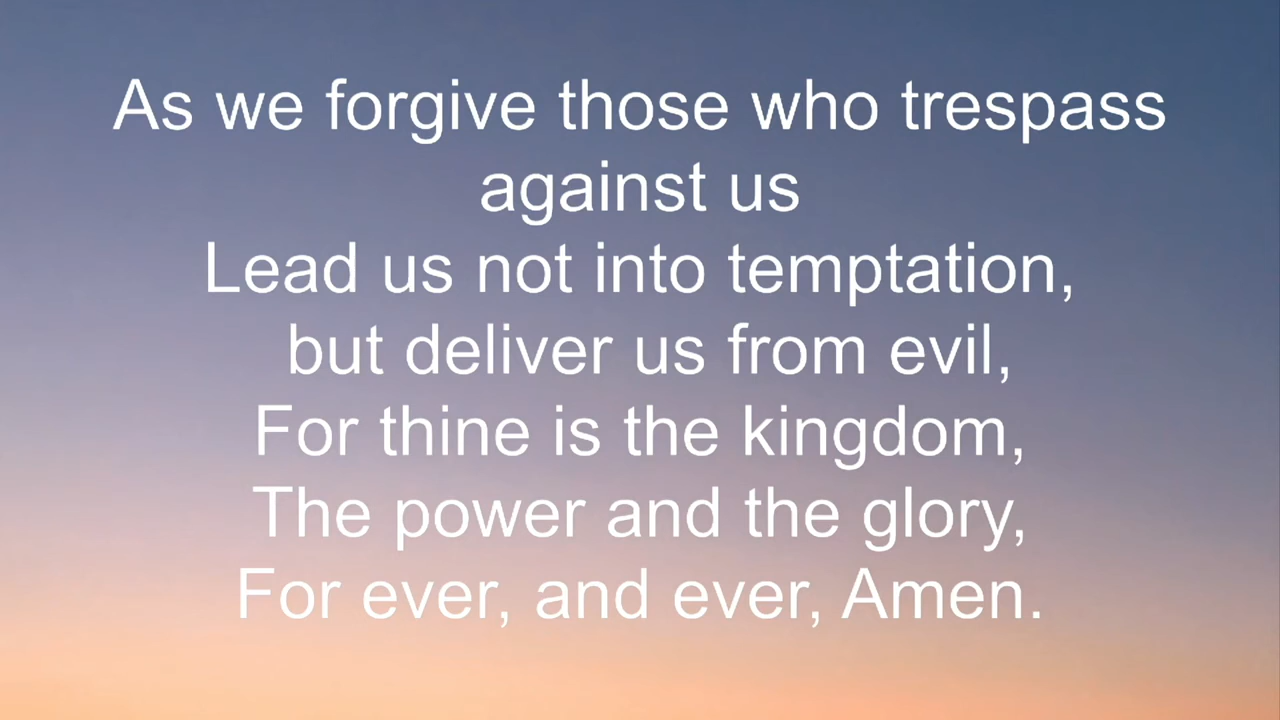 As we forgive those who trespass
against us
Lead us not into temptation,
but deliver us from evil,
For thine is the kingdom,
The power and the glory,
For ever, and ever, Amen.